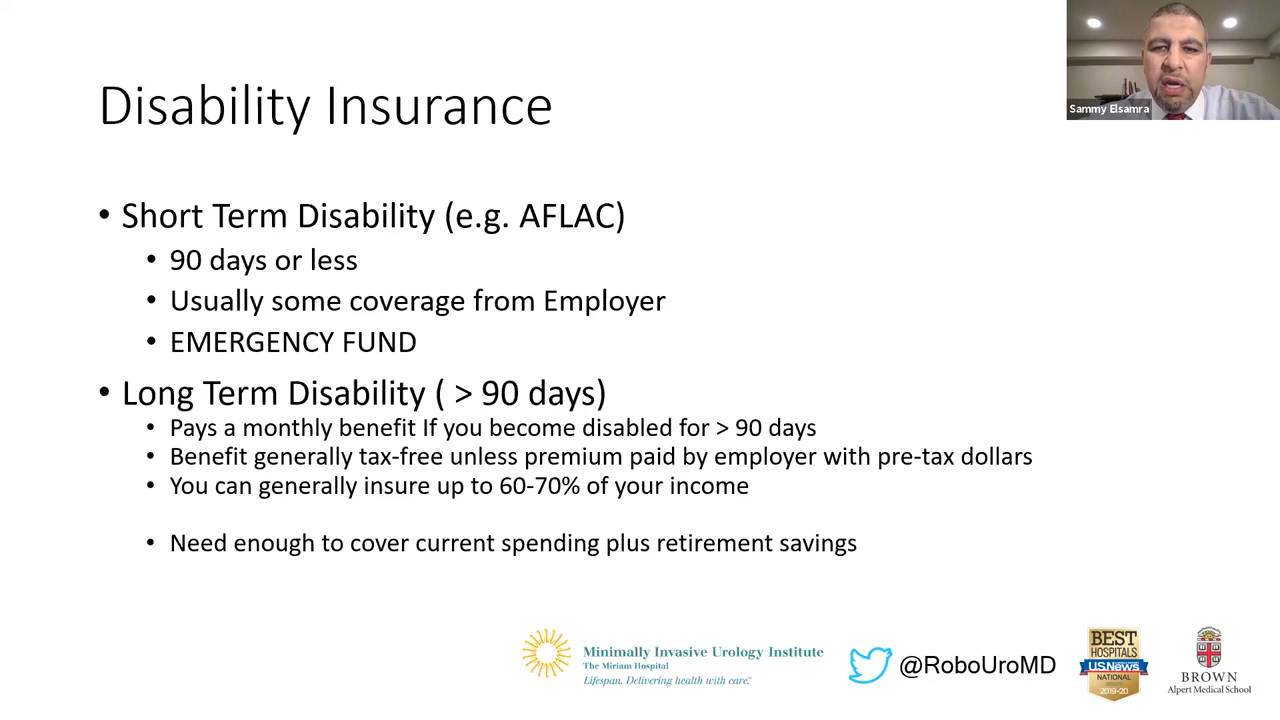 Sammy Elsamra
Disability Insurance
• Short Term Disability (e.g. AFLAC)
• 90 days or less
• Usually some coverage from Employer
• EMERGENCY FUND
• Long Term Disability ( > 90 days)
• Pays a monthly benefit If you become disabled for > 90 days
• Benefit generally tax-free unless premium paid by employer with pre-tax dollars
• You can generally insure up to 60-70% of your income
• Need enough to cover current spending plus retirement savings
Minimally Invasive Urology Institute
The Miriam Hospital
Lifespan. Delivering health with care.
@RoboUroMD
BEST
HOSPITALS
U.S.News
NATIONAL
2019-20
BROWN
Alpert Medical School